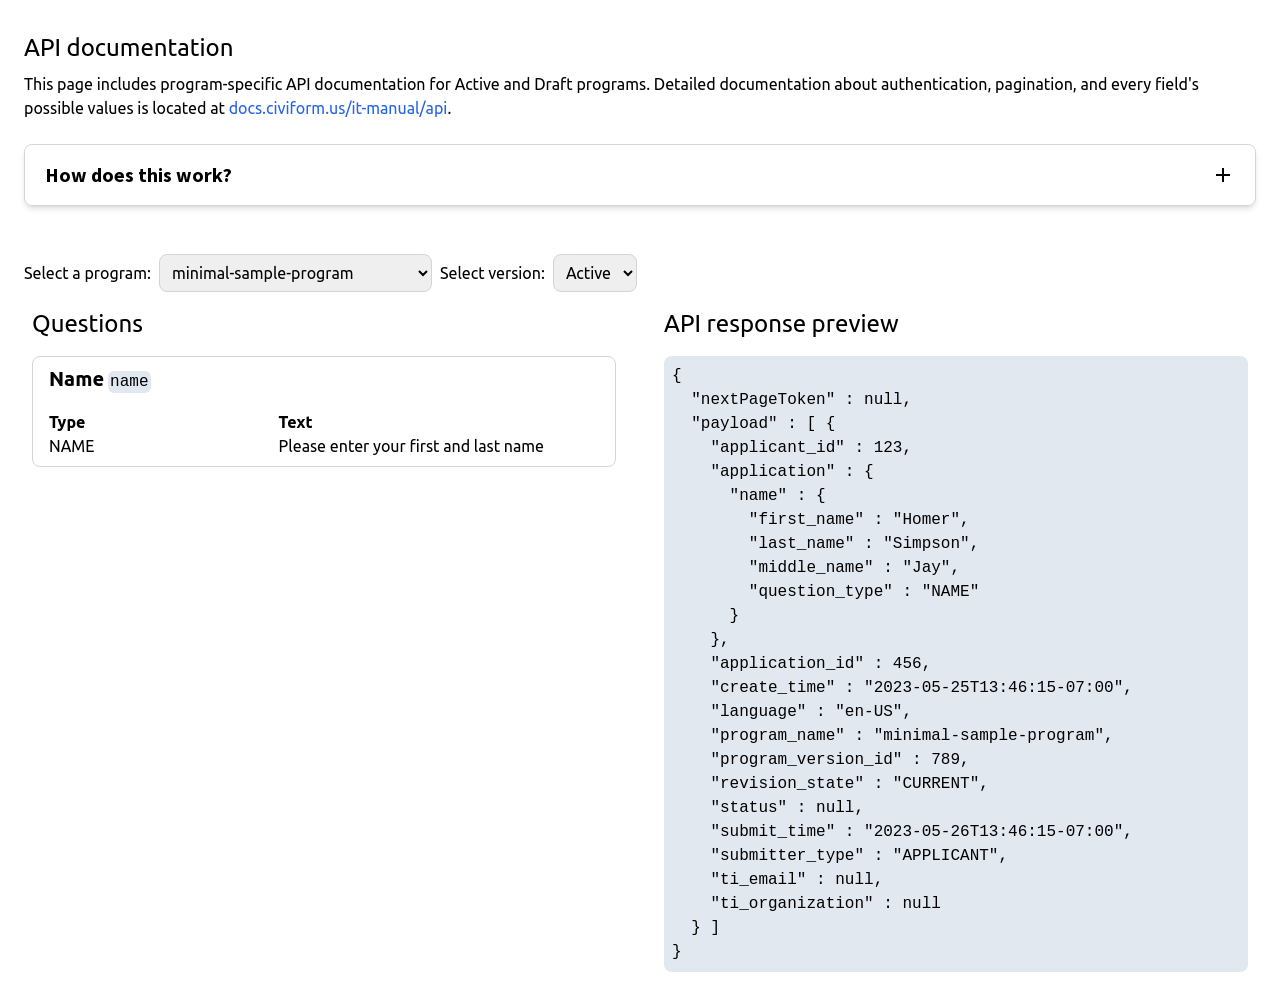 API documentation
This page includes program-specific API documentation for Active and Draft programs. Detailed documentation about authentication, pagination, and every field's
possible values is located at docs.civiform.us/it-manual/api.
How does this work?
Select a program: minimal-sample-program Select version: Active
Questions
Name name
Type Text
NAME Please enter your first and last name
API response preview
{
  "nextPageToken" : null,
  "payload" : [ {
    "applicant_id" : 123,
    "application" : {
      "name" : {
        "first_name" : "Homer",
        "last_name" : "Simpson",
        "middle_name" : "Jay",
        "question_type" : "NAME"
      }
    },
    "application_id" : 456,
    "create_time" : "2023-05-25T13:46:15-07:00",
    "language" : "en-US",
    "program_name" : "minimal-sample-program",
    "program_version_id" : 789,
    "revision_state" : "CURRENT",
    "status" : null,
    "submit_time" : "2023-05-26T13:46:15-07:00",
    "submitter_type" : "APPLICANT",
    "ti_email" : null,
    "ti_organization" : null
  } ]
}